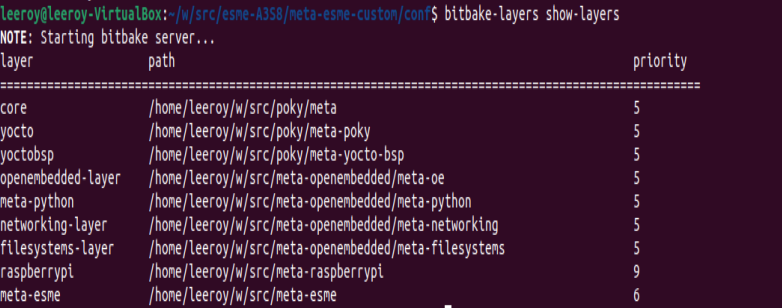 leeroy@leeroy-VirtualBox:~/w/src/esme-A3S8/meta-esme-custom/conf$ bitbake-layers show-layers
NOTE: Starting bitbake server...
layer                 path                                      priority
==========================================================================================================
core                  /home/leeroy/w/src/poky/meta              5
yocto                 /home/leeroy/w/src/poky/meta-poky         5
yoctobsp              /home/leeroy/w/src/poky/meta-yocto-bsp    5
openembedded-layer    /home/leeroy/w/src/meta-openembedded/meta-oe  5
meta-python           /home/leeroy/w/src/meta-openembedded/meta-python  5
networking-layer      /home/leeroy/w/src/meta-openembedded/meta-networking  5
filesystems-layer     /home/leeroy/w/src/meta-openembedded/meta-filesystems  5
raspberrypi           /home/leeroy/w/src/meta-raspberrypi       9
meta-esme             /home/leeroy/w/src/meta-esme              6